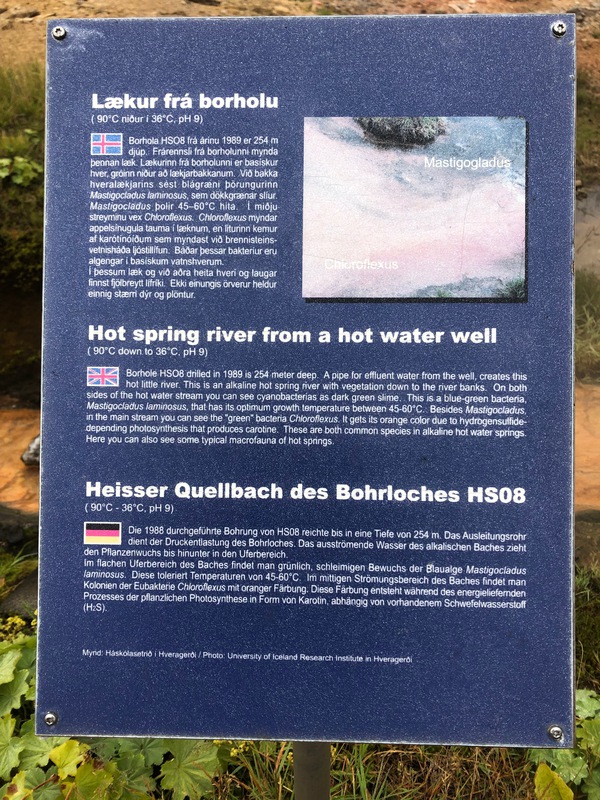 Lækur frá borholu
( 90°C niður í 36°C, pH 9)
Borhola HSO8 frá árinu 1989 er 254 m
djúp. Frárennsli frá borholunni mynda
þennan læk. Lækurinn frá borholunni er basískur
hver, gróinn niður að lækjarbakkanum. Við bakka
hveralækjarins sést blágræni þörungurinn
Mastigocladus laminosus, sem dökkgrænar slíur.
Mastigocladus þolir 45–60°C hita. Í miðju
streyminu vex Chloroflexus. Chloroflexus myndar
appelsínugula tauma í læknum, en liturinn kemur
af karótínóíðum sem myndast við brennisteins-
vetnisháða ljóstillífun. Báðar þessar bakteríur eru
algengar í basískum vatnshverum.
Í þessum læk og við aðra heita hveri og laugar
finnst fjölbreytt lífríki. Ekki einungis örverur heldur
einnig stærri dýr og plöntur.
Mastigogladus
Chloroflexus
Hot spring river from a hot water well
( 90°C down to 36°C, pH 9)
Borhole HSO8 drilled in 1989 is 254 meter deep. A pipe for effluent water from the well, creates this
hot little river. This is an alkaline hot spring river with vegetation down to the river banks. On both
sides of the hot water stream you can see cyanobacterias as dark green slime. This is a blue-green bacteria,
Mastigocladus laminosus, that has its optimum growth temperature between 45-60°C. Besides Mastigocladus,
in the main stream you can see the "green" bacteria Chloroflexus. It gets its orange color due to hydrogensulfide-
depending photosynthesis that produces carotine. These are both common species in alkaline hot water springs.
Here you can also see some typical macrofauna of hot springs.
Heisser Quellbach des Bohrloches HS08
( 90°C - 36°C, pH 9)
Die 1988 durchgeführte Bohrung von HS08 reichte bis in eine Tiefe von 254 m. Das Ausleitungsrohr
dient der Druckentlastung des Bohrloches. Das ausströmende Wasser des alkalischen Baches zieht
den Pflanzenwuchs bis hinunter in den Uferbereich.
Im flachen Uferbereich des Baches findet man grünlich, schleimigen Bewuchs der Blaualge Mastigocladus
laminosus. Diese toleriert Temperaturen von 45-60°C. Im mittigen Strömungsbereich des Baches findet man
Kolonien der Eubakterie Chloroflexus mit oranger Färbung. Diese Färbung entsteht während des energieliefernden
Prozesses der pflanzlichen Photosynthese in Form von Karotin, abhängig von vorhandenem Schwefelwasserstoff
(H₂S).
Mynd: Háskólasetrið í Hveragerði / Photo: University of Iceland Research Institute in Hveragerði